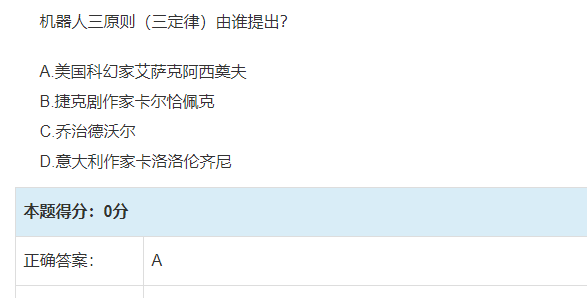 机器人三原则（三定律）由谁提出？
A.美国科幻家艾萨克阿西莫夫
B.捷克剧作家卡尔恰佩克
C.乔治德沃尔
D.意大利作家卡洛洛伦齐尼
本题得分：0分
正确答案：
A